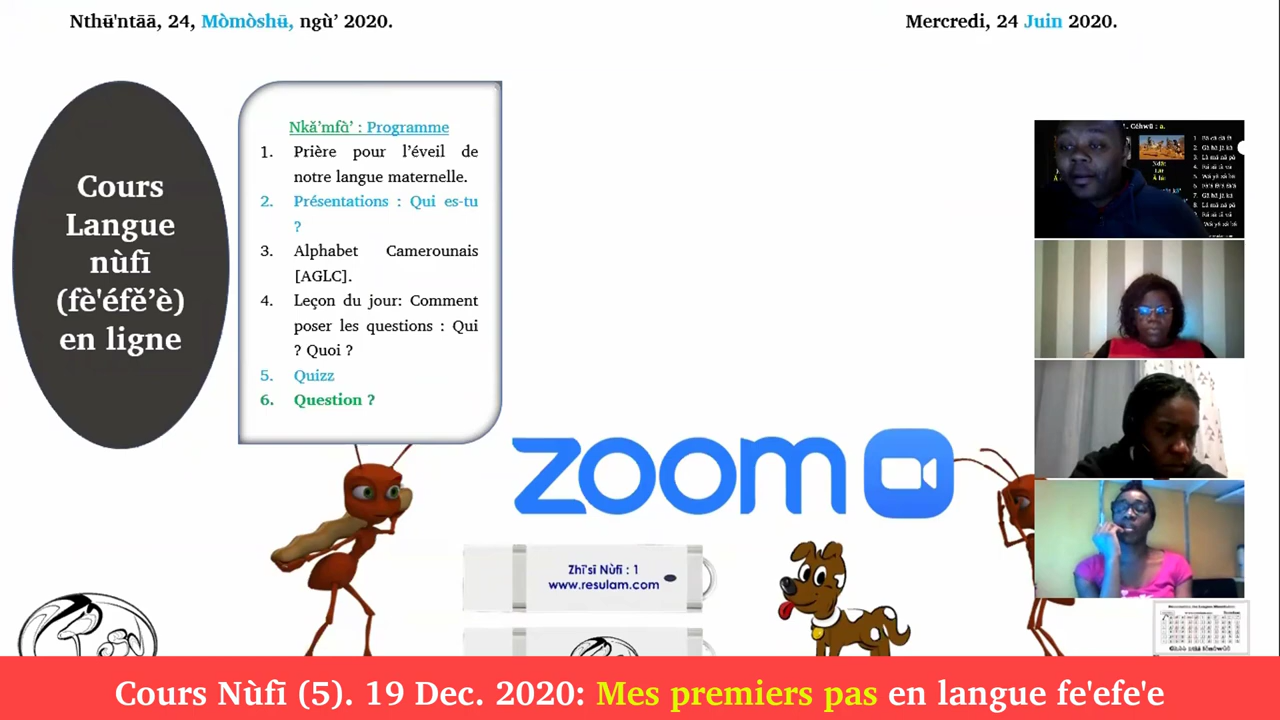 Nthʉ̄'ntāā, 24, Mòmòshʉ̄, ngù’ 2020.
Mercredi, 24 Juin 2020.
Cours
Langue
nùfī
(fè'éfě’è)
en ligne
Nkǎ’mfɑ̀’ : Programme
1. Prière pour l’éveil de
notre langue maternelle.
2. Présentations : Qui es-tu
?
3. Alphabet Camerounais
[AGLC].
4. Leçon du jour: Comment
poser les questions : Qui
? Quoi ?
5. Quizz
6. Question ?
zoom
Zhī'sī Nùfī : 1
www.resulam.com
Cours Nùfī (5). 19 Dec. 2020: Mes premiers pas en langue fe'efe'e